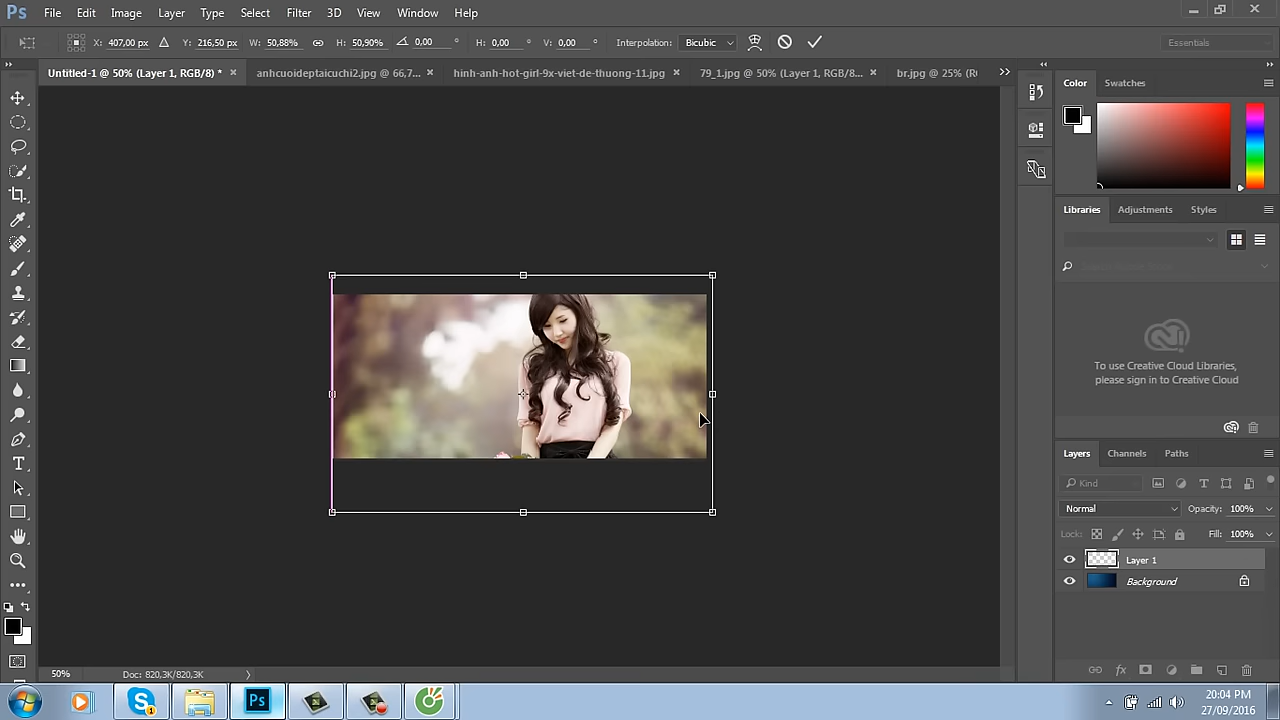 Ps File Edit Image Layer Type Select Filter 3D View Window Help
X: 407,00 px Y: 216,50 px W: 50,88% H: 50,90% 0,00 ° H: 0,00 ° V: 0,00 ° Interpolation: Bicubic Essentials
Untitled-1 @ 50% (Layer 1, RGB/8) * × anhcuoideptaicuchi2.jpg @ 66,7... × hinh-anh-hot-girl-9x-viet-de-thuong-11.jpg × 79_1.jpg @ 50% (Layer 1, RGB/8... × br.jpg @ 25% (R
Color Swatches
Libraries Adjustments Styles
To use Creative Cloud Libraries,
please sign in to Creative Cloud
Layers Channels Paths
Kind
Normal Opacity: 100%
Lock: Fill: 100%
Layer 1
Background
50% Doc: 820,3K/820,3K
Ps
20:04 PM
27/09/2016